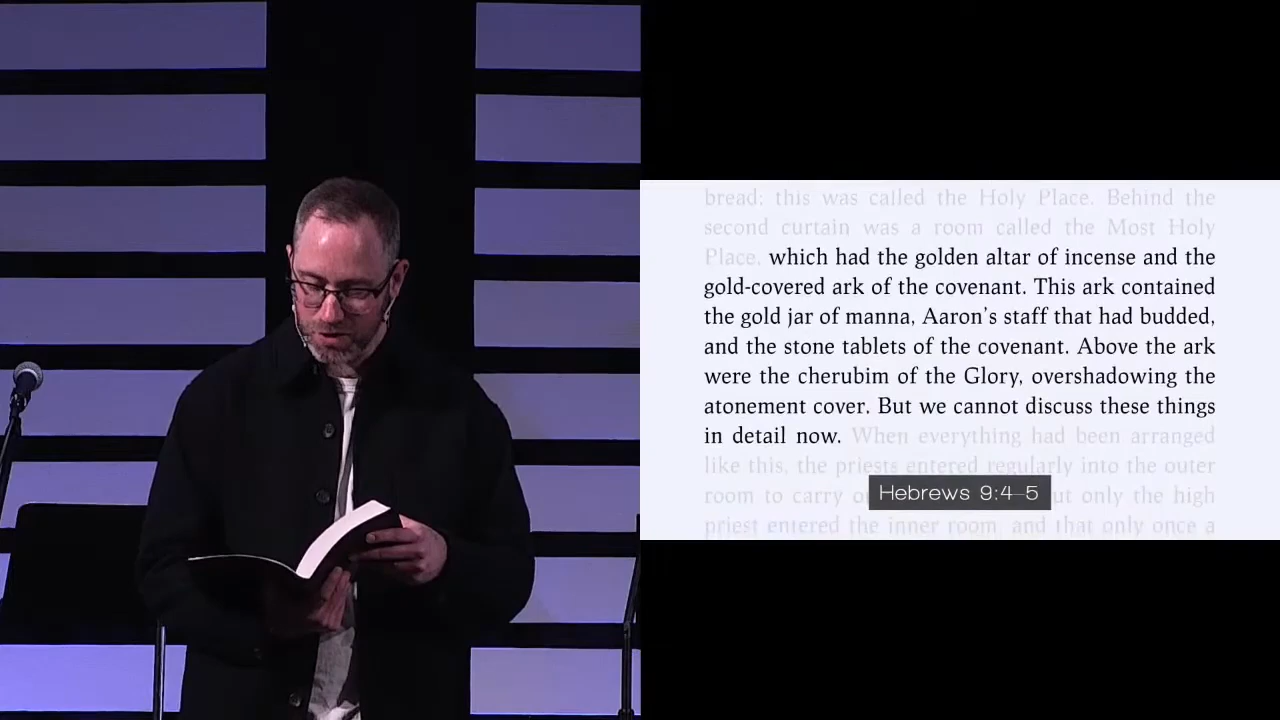 bread; this was called the Holy Place. Behind the
second curtain was a room called the Most Holy
Place, which had the golden altar of incense and the
gold-covered ark of the covenant. This ark contained
the gold jar of manna, Aaron's staff that had budded,
and the stone tablets of the covenant. Above the ark
were the cherubim of the Glory, overshadowing the
atonement cover. But we cannot discuss these things
in detail now. When everything had been arranged
like this, the priests entered regularly into the outer
room to carry ut only the high
Hebrews 9:4–5
priest entered the inner room, and that only once a